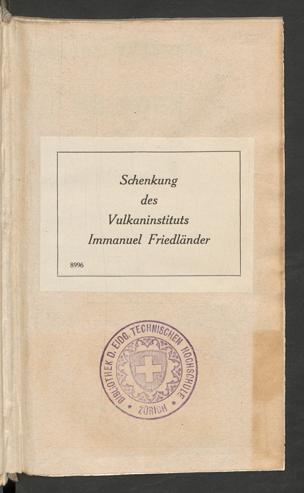 Schenkung
des
Vulkaninstituts
Immanuel Friedländer
8996
BIBLIOTHEK D. EIDG. TECHNISCHEN HOCHSCHULE
* ZÜRICH *